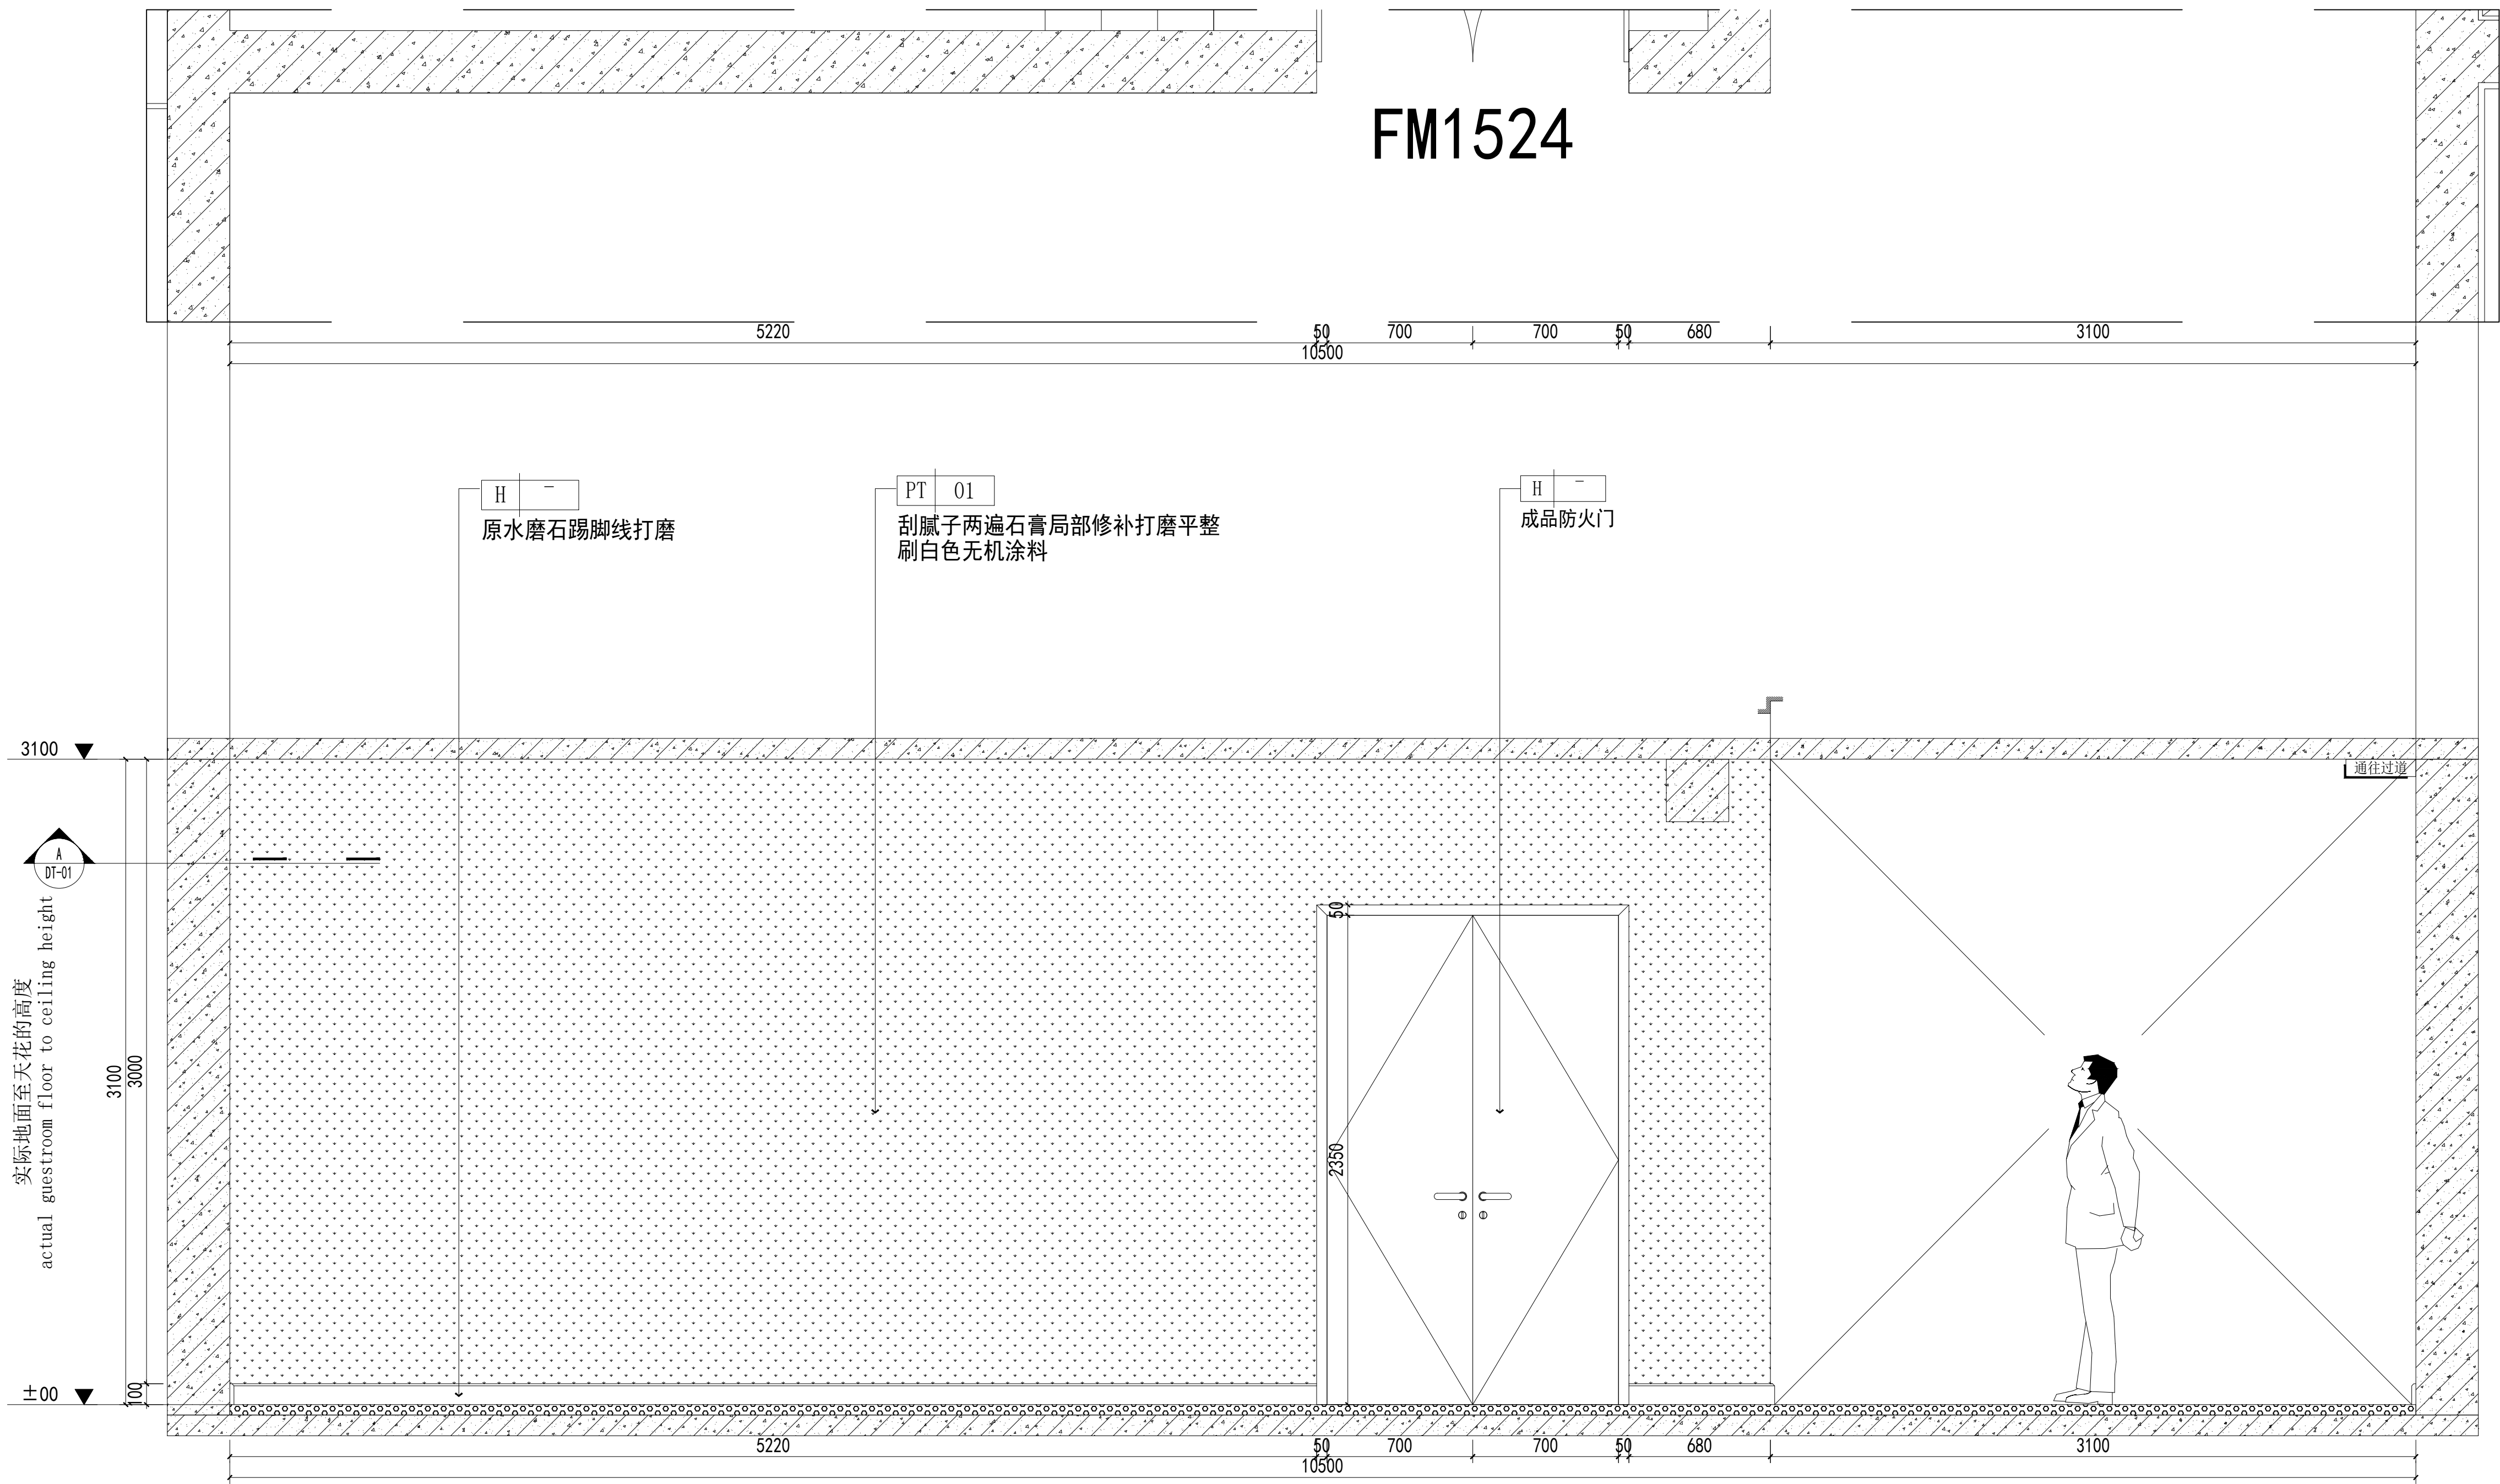 FM1524
5220
50
700
700
50
680
3100
10500
H —
原水磨石踢脚线打磨
PT 01
刮腻子两遍石膏局部修补打磨平整
刷白色无机涂料
H —
成品防火门
3100
通往过道
A
DT-01
50
实际地面至天花的高度
actual guestroom floor to ceiling height
3100
3000
2350
100
±00
5220
50
700
700
50
680
3100
10500